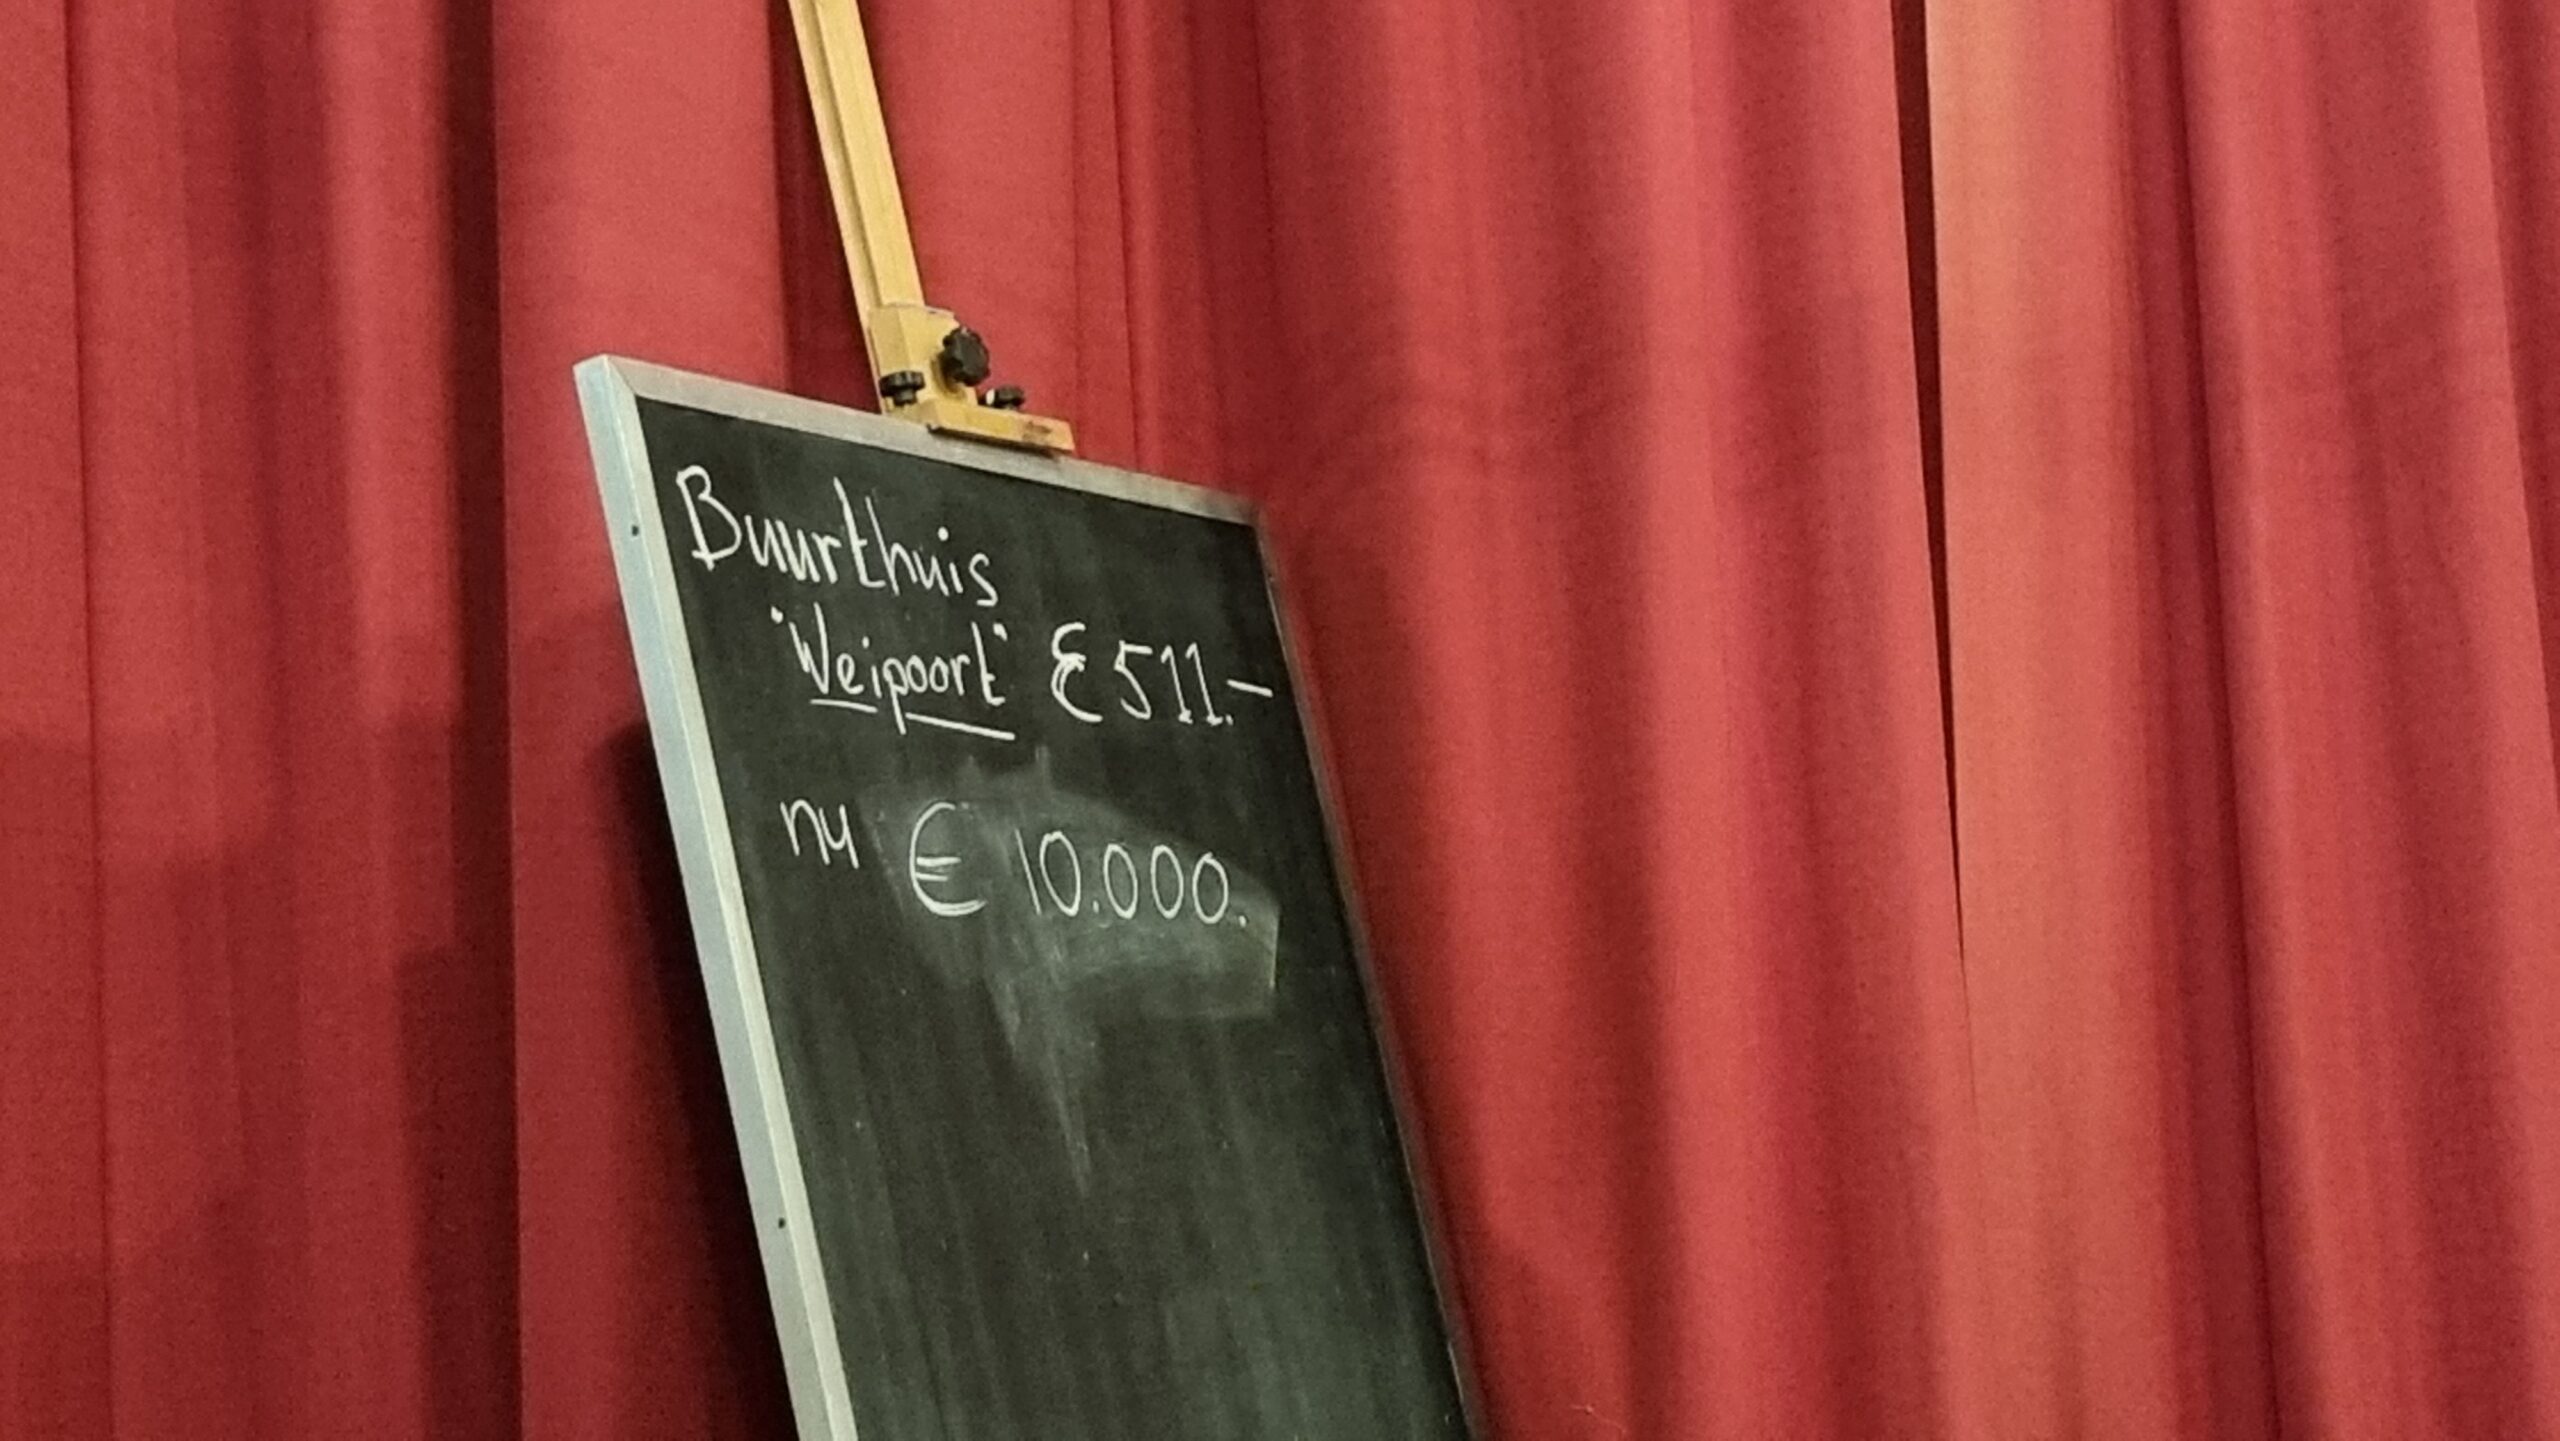 Buurthuis
"Weipoort" € 511.-
nu € 10.000.